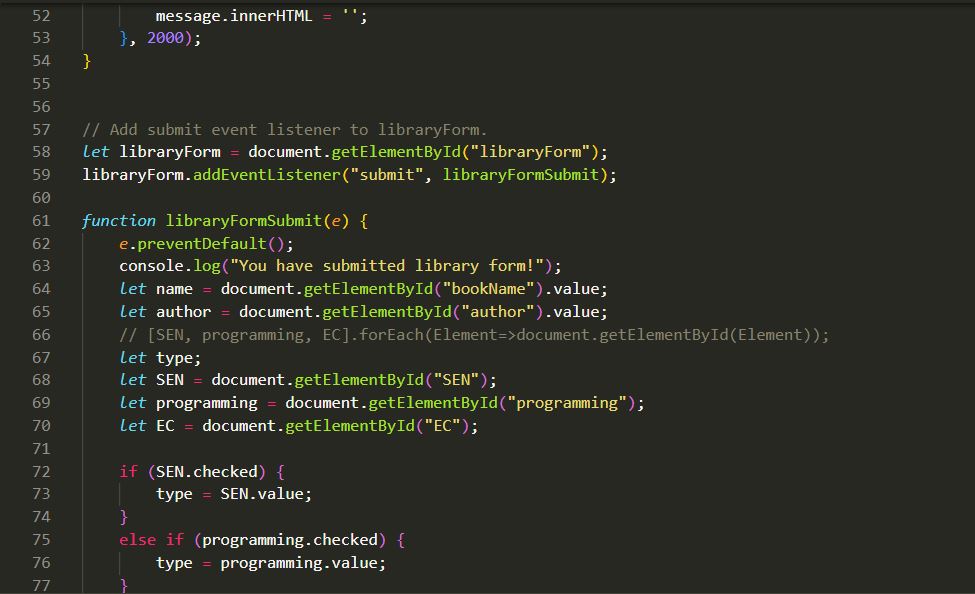 52 message.innerHTML = '';
53 }, 2000);
54 }
55
56
57 // Add submit event listener to libraryForm.
58 let libraryForm = document.getElementById("libraryForm");
59 libraryForm.addEventListener("submit", libraryFormSubmit);
60
61 function libraryFormSubmit(e) {
62 e.preventDefault();
63 console.log("You have submitted library form!");
64 let name = document.getElementById("bookName").value;
65 let author = document.getElementById("author").value;
66 // [SEN, programming, EC].forEach(Element=>document.getElementById(Element));
67 let type;
68 let SEN = document.getElementById("SEN");
69 let programming = document.getElementById("programming");
70 let EC = document.getElementById("EC");
71
72 if (SEN.checked) {
73 type = SEN.value;
74 }
75 else if (programming.checked) {
76 type = programming.value;
77 }